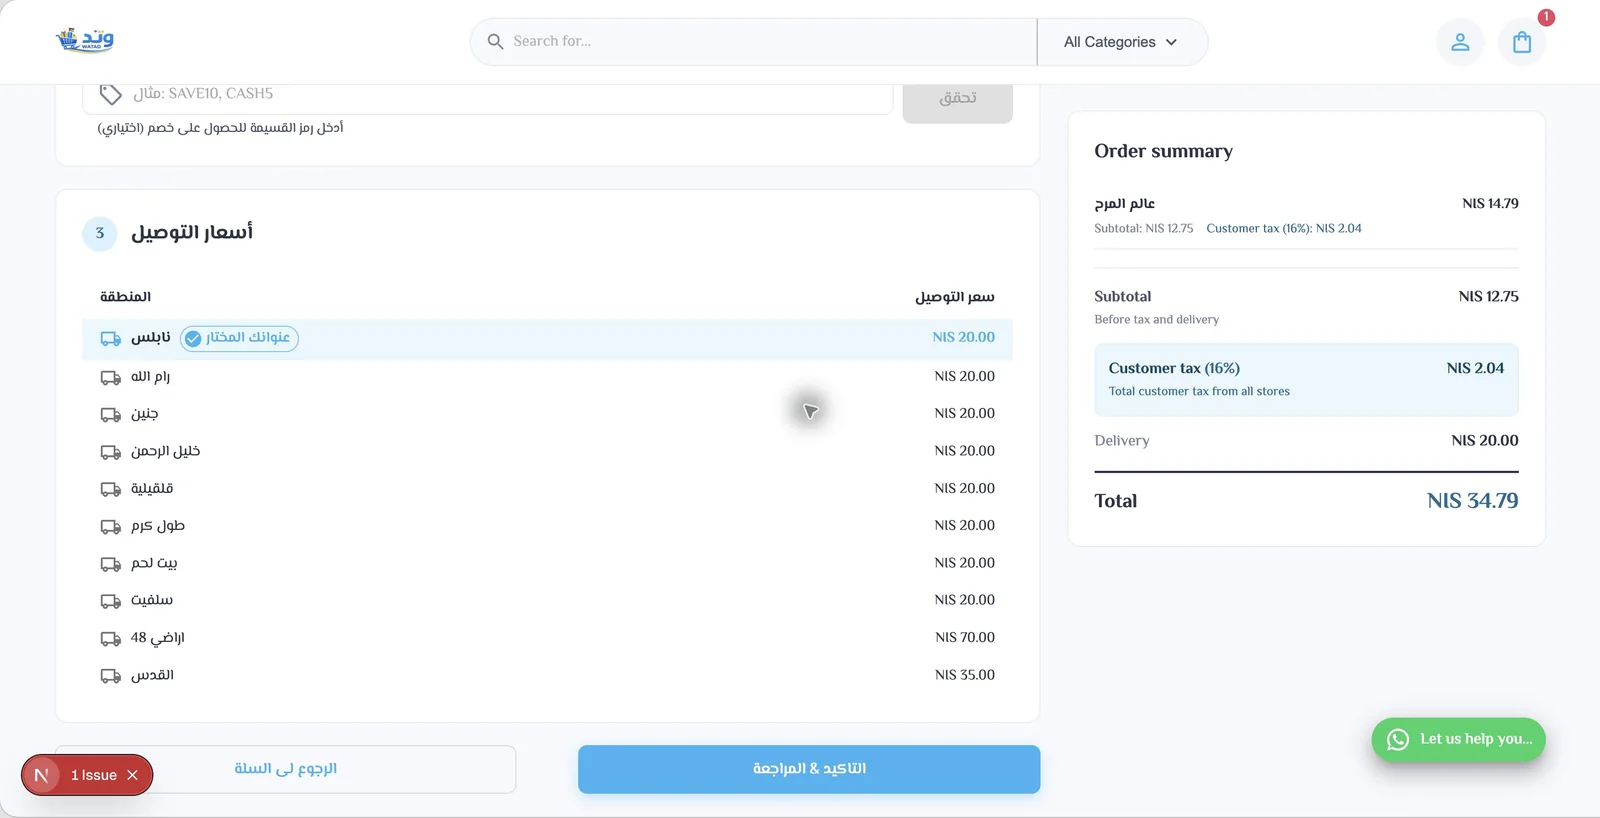 وتد
WATAD
Search for...
All Categories
1
مثال: SAVE10, CASH5
تحقق
أدخل رمز القسيمة للحصول على خصم (اختياري)
3
أسعار التوصيل
المنطقة سعر التوصيل
نابلس عنوانك المختار NIS 20.00
رام الله NIS 20.00
جنين NIS 20.00
خليل الرحمن NIS 20.00
قلقيلية NIS 20.00
طول كرم NIS 20.00
بيت لحم NIS 20.00
سلفيت NIS 20.00
اراضي 48 NIS 70.00
القدس NIS 35.00
الرجوع لى السلة
التاكيد & المراجعة
N 1 Issue
Order summary
عالم المرح NIS 14.79
Subtotal: NIS 12.75 Customer tax (16%): NIS 2.04
Subtotal NIS 12.75
Before tax and delivery
Customer tax (16%) NIS 2.04
Total customer tax from all stores
Delivery NIS 20.00
Total NIS 34.79
Let us help you...